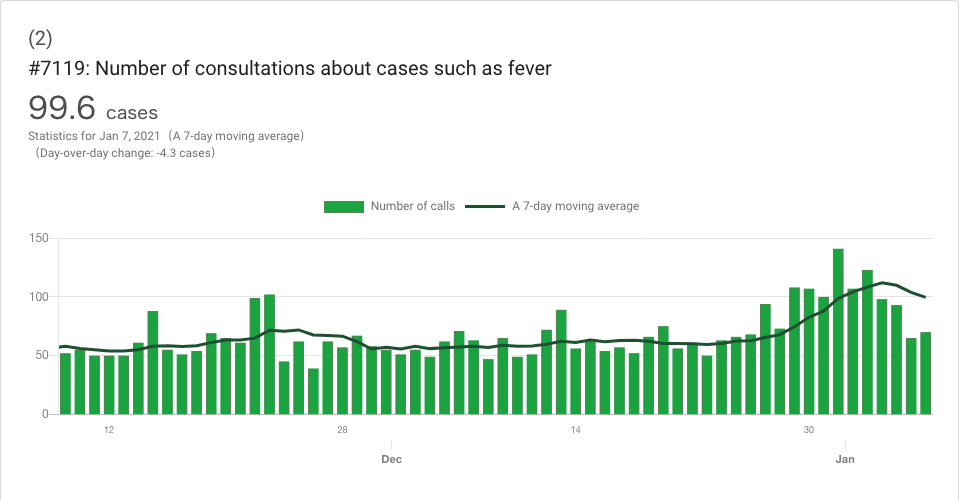 (2)
#7119: Number of consultations about cases such as fever
99.6 cases
Statistics for Jan 7, 2021（A 7-day moving average）
（Day-over-day change: -4.3 cases）
Number of calls A 7-day moving average
150
100
50
0
12 28 14 30
Dec Jan